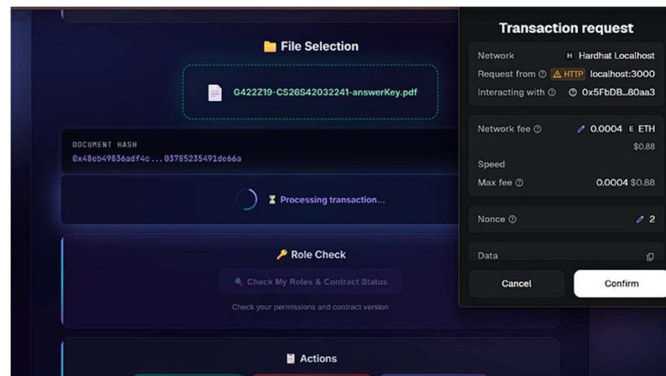 File Selection
G422Z19-CS26S42032241-answerKey.pdf
DOCUMENT HASH
0x48eb49836adf4c...03785235491de66a
Processing transaction...
Role Check
Check My Roles & Contract Status
Check your permissions and contract version
Actions
Transaction request
Network H Hardhat Localhost
Request from HTTP localhost:3000
Interacting with 0x5FbDB...80aa3
Network fee 0.0004 E ETH
$0.88
Speed
Max fee 0.0004 $0.88
Nonce 2
Data
Cancel Confirm